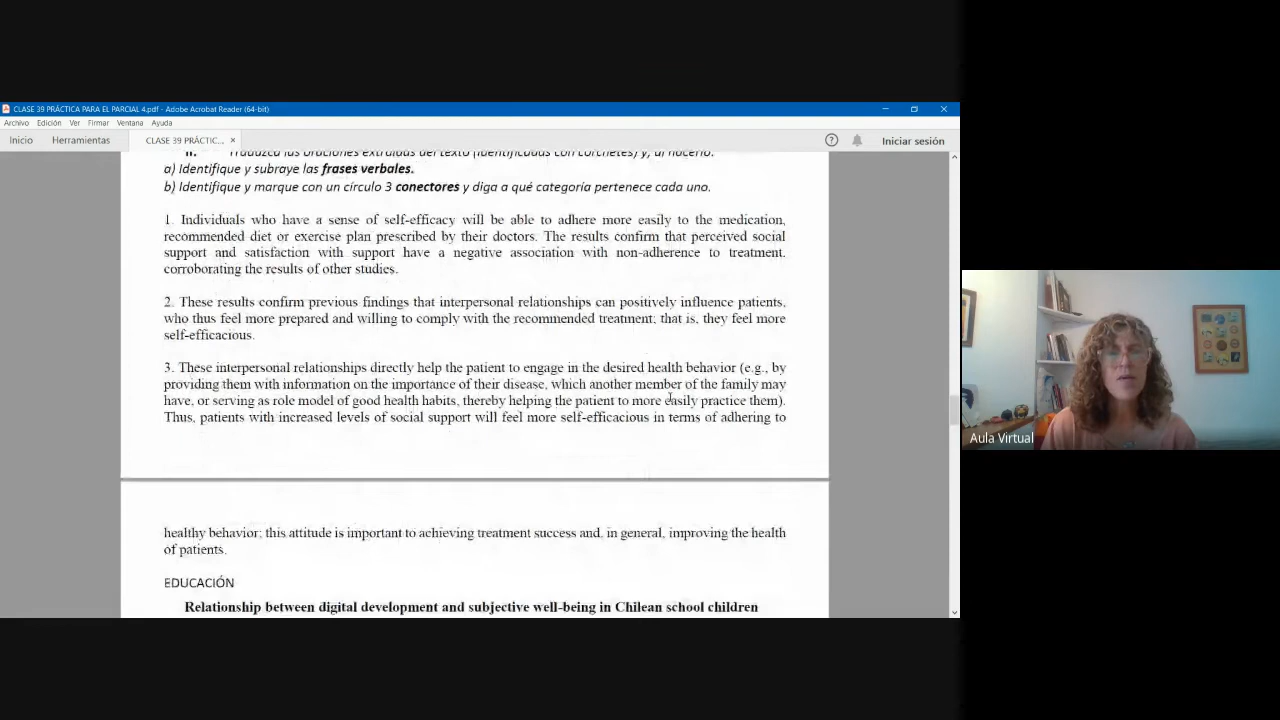 CLASE 39 PRÁCTICA PARA EL PARCIAL 4.pdf - Adobe Acrobat Reader (64-bit)
Archivo Edición Ver Firmar Ventana Ayuda
Inicio Herramientas CLASE 39 PRÁCTIC... × Iniciar sesión
II. Traduzca las oraciones extraídas del texto (identificadas con corchetes) y, al hacerlo:
a) Identifique y subraye las frases verbales.
b) Identifique y marque con un círculo 3 conectores y diga a qué categoría pertenece cada uno.
1. Individuals who have a sense of self-efficacy will be able to adhere more easily to the medication,
recommended diet or exercise plan prescribed by their doctors. The results confirm that perceived social
support and satisfaction with support have a negative association with non-adherence to treatment,
corroborating the results of other studies.
2. These results confirm previous findings that interpersonal relationships can positively influence patients,
who thus feel more prepared and willing to comply with the recommended treatment; that is, they feel more
self-efficacious.
3. These interpersonal relationships directly help the patient to engage in the desired health behavior (e.g., by
providing them with information on the importance of their disease, which another member of the family may
have, or serving as role model of good health habits, thereby helping the patient to more easily practice them).
Thus, patients with increased levels of social support will feel more self-efficacious in terms of adhering to
healthy behavior; this attitude is important to achieving treatment success and, in general, improving the health
of patients.
EDUCACIÓN
Relationship between digital development and subjective well-being in Chilean school children
Aula Virtual